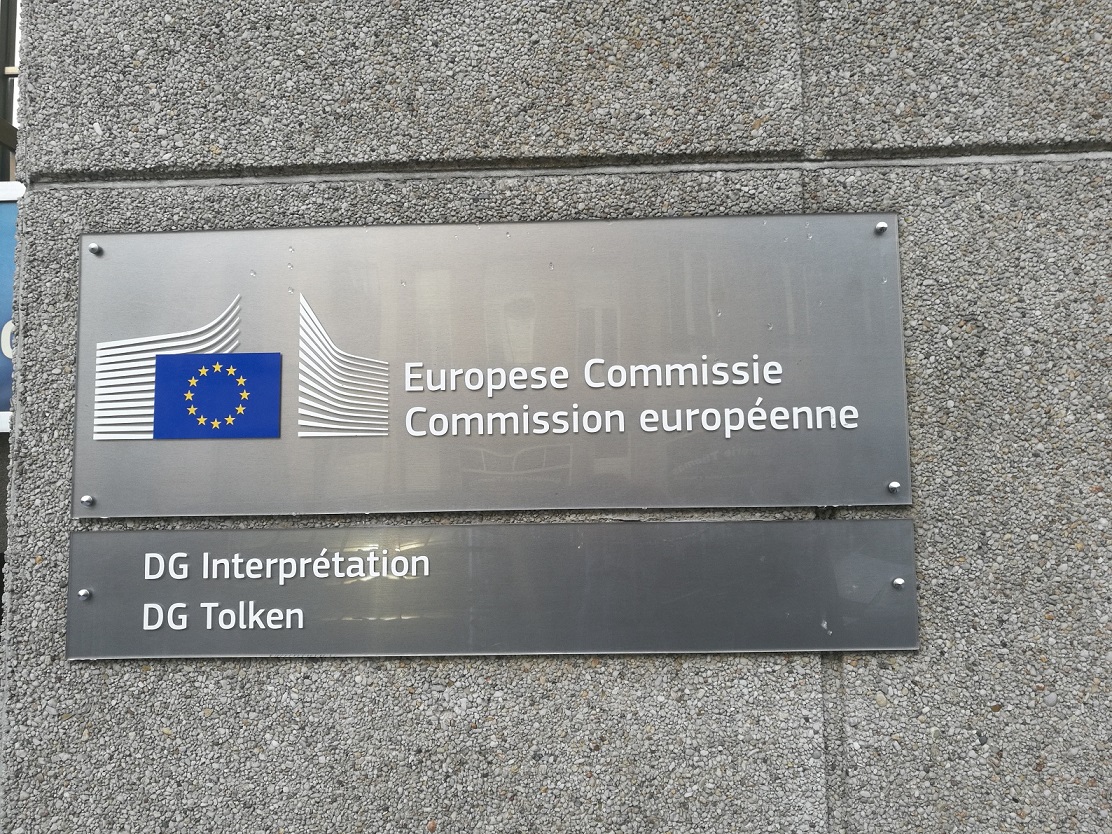 Europese Commissie
Commission européenne
DG Interprétation
DG Tolken